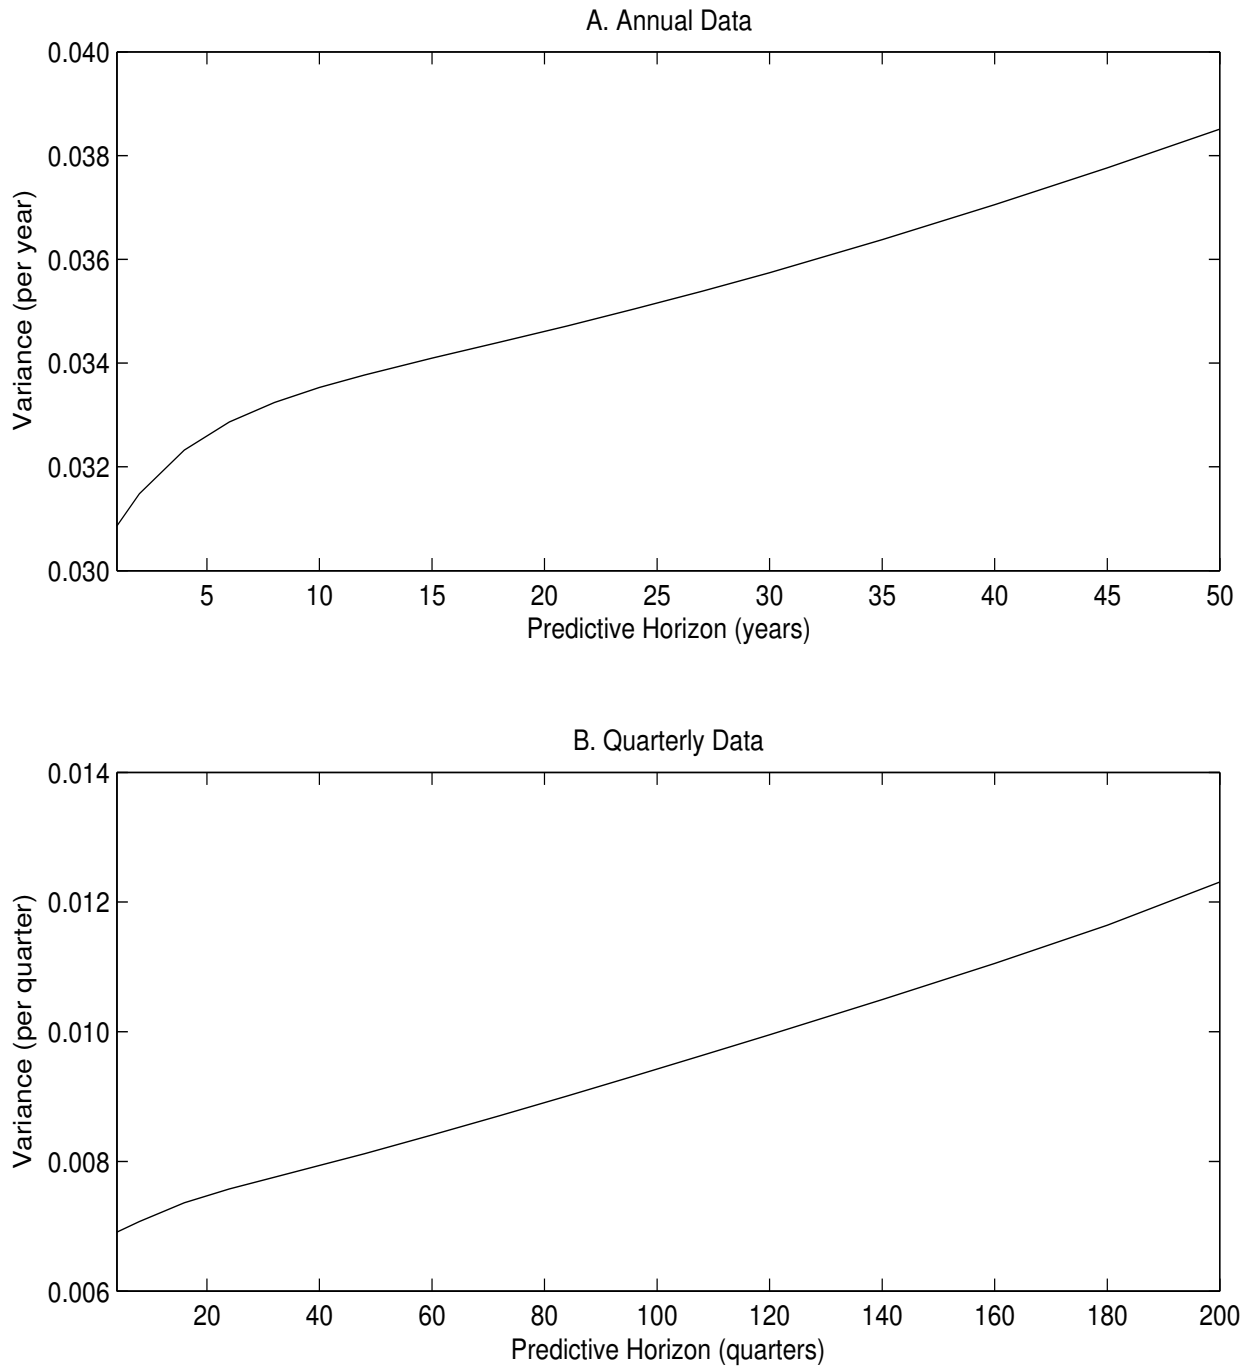 A. Annual Data
0.040
0.038
0.036
0.034
0.032
0.030
Variance (per year)
5 10 15 20 25 30 35 40 45 50
Predictive Horizon (years)
B. Quarterly Data
0.014
0.012
0.010
0.008
0.006
Variance (per quarter)
20 40 60 80 100 120 140 160 180 200
Predictive Horizon (quarters)